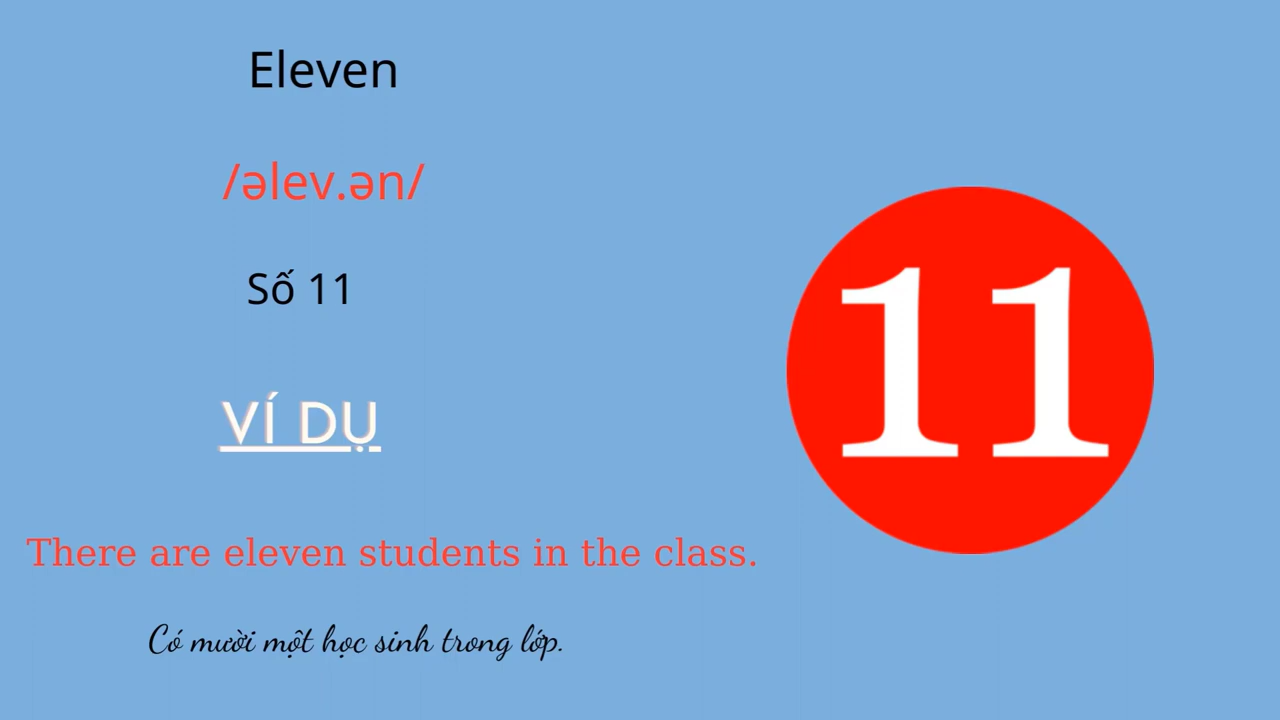 Eleven
/əlev.ən/
Số 11
VÍ DỤ
There are eleven students in the class.
Có mười một học sinh trong lớp.
11